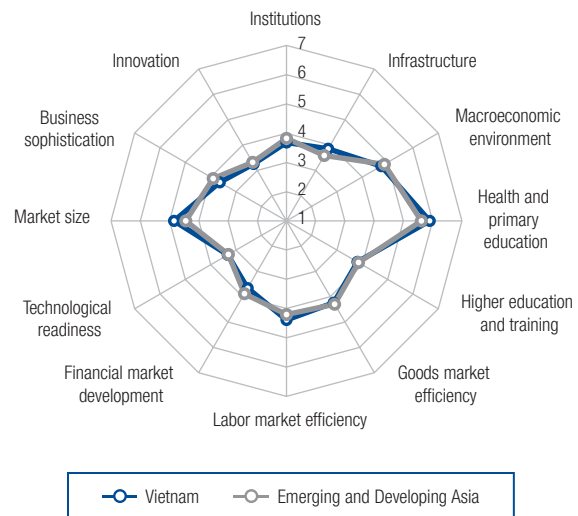 Institutions
7
6
5
4
3
2
1
Infrastructure
Macroeconomic
environment
Health and
primary
education
Higher education
and training
Goods market
efficiency
Labor market efficiency
Financial market
development
Technological
readiness
Market size
Business
sophistication
Innovation
Vietnam
Emerging and Developing Asia